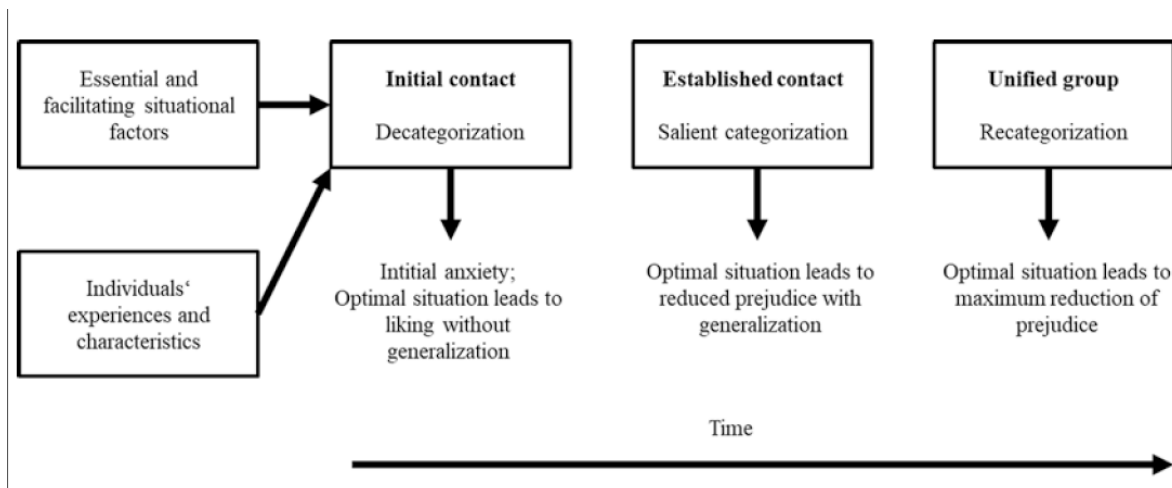 Essential and
facilitating situational
factors
Individuals‘
experiences and
characteristics
Initial contact
Decategorization
Intitial anxiety;
Optimal situation leads to
liking without
generalization
Established contact
Salient categorization
Optimal situation leads to
reduced prejudice with
generalization
Unified group
Recategorization
Optimal situation leads to
maximum reduction of
prejudice
Time